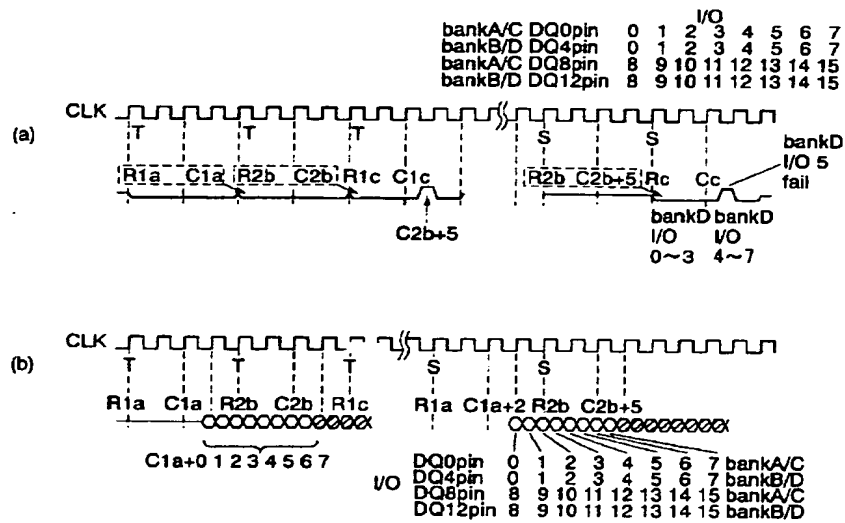 I/O
bankA/C DQ0pin 0 1 2 3 4 5 6 7
bankB/D DQ4pin 0 1 2 3 4 5 6 7
bankA/C DQ8pin 8 9 10 11 12 13 14 15
bankB/D DQ12pin 8 9 10 11 12 13 14 15
CLK
(a)
T T T S S
bankD
I/O 5
fail
R1a C1a R2b C2b R1c C1c R2b C2b+5 Rc Cc
C2b+5
bankD bankD
I/O I/O
0~3 4~7
CLK
(b)
T T T S S
R1a C1a R2b C2b R1c R1a C1a+2 R2b C2b+5
C1a+0 1 2 3 4 5 6 7
I/O
DQ0pin 0 1 2 3 4 5 6 7 bankA/C
DQ4pin 0 1 2 3 4 5 6 7 bankB/D
DQ8pin 8 9 10 11 12 13 14 15 bankA/C
DQ12pin 8 9 10 11 12 13 14 15 bankB/D